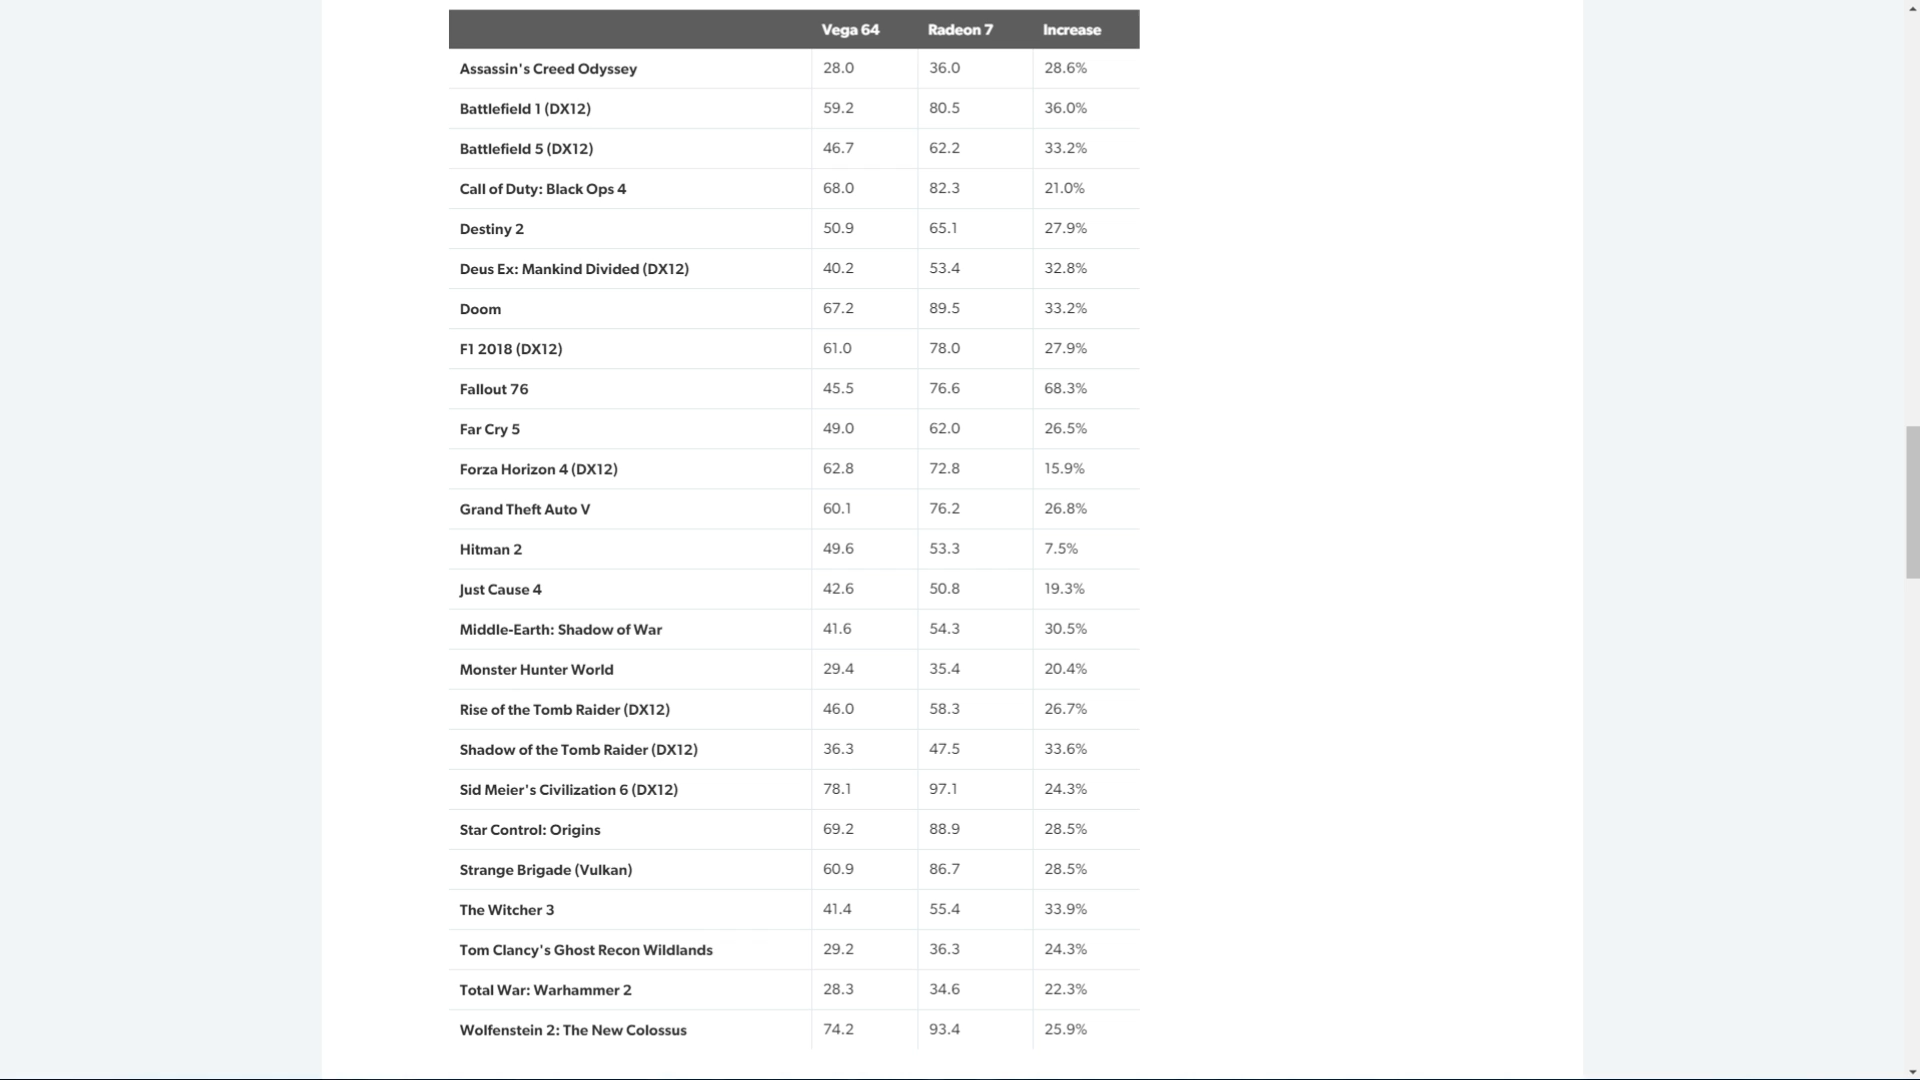 Vega 64 Radeon 7 Increase
Assassin's Creed Odyssey 28.0 36.0 28.6%
Battlefield 1 (DX12) 59.2 80.5 36.0%
Battlefield 5 (DX12) 46.7 62.2 33.2%
Call of Duty: Black Ops 4 68.0 82.3 21.0%
Destiny 2 50.9 65.1 27.9%
Deus Ex: Mankind Divided (DX12) 40.2 53.4 32.8%
Doom 67.2 89.5 33.2%
F1 2018 (DX12) 61.0 78.0 27.9%
Fallout 76 45.5 76.6 68.3%
Far Cry 5 49.0 62.0 26.5%
Forza Horizon 4 (DX12) 62.8 72.8 15.9%
Grand Theft Auto V 60.1 76.2 26.8%
Hitman 2 49.6 53.3 7.5%
Just Cause 4 42.6 50.8 19.3%
Middle-Earth: Shadow of War 41.6 54.3 30.5%
Monster Hunter World 29.4 35.4 20.4%
Rise of the Tomb Raider (DX12) 46.0 58.3 26.7%
Shadow of the Tomb Raider (DX12) 36.3 47.5 33.6%
Sid Meier's Civilization 6 (DX12) 78.1 97.1 24.3%
Star Control: Origins 69.2 88.9 28.5%
Strange Brigade (Vulkan) 60.9 86.7 28.5%
The Witcher 3 41.4 55.4 33.9%
Tom Clancy's Ghost Recon Wildlands 29.2 36.3 24.3%
Total War: Warhammer 2 28.3 34.6 22.3%
Wolfenstein 2: The New Colossus 74.2 93.4 25.9%